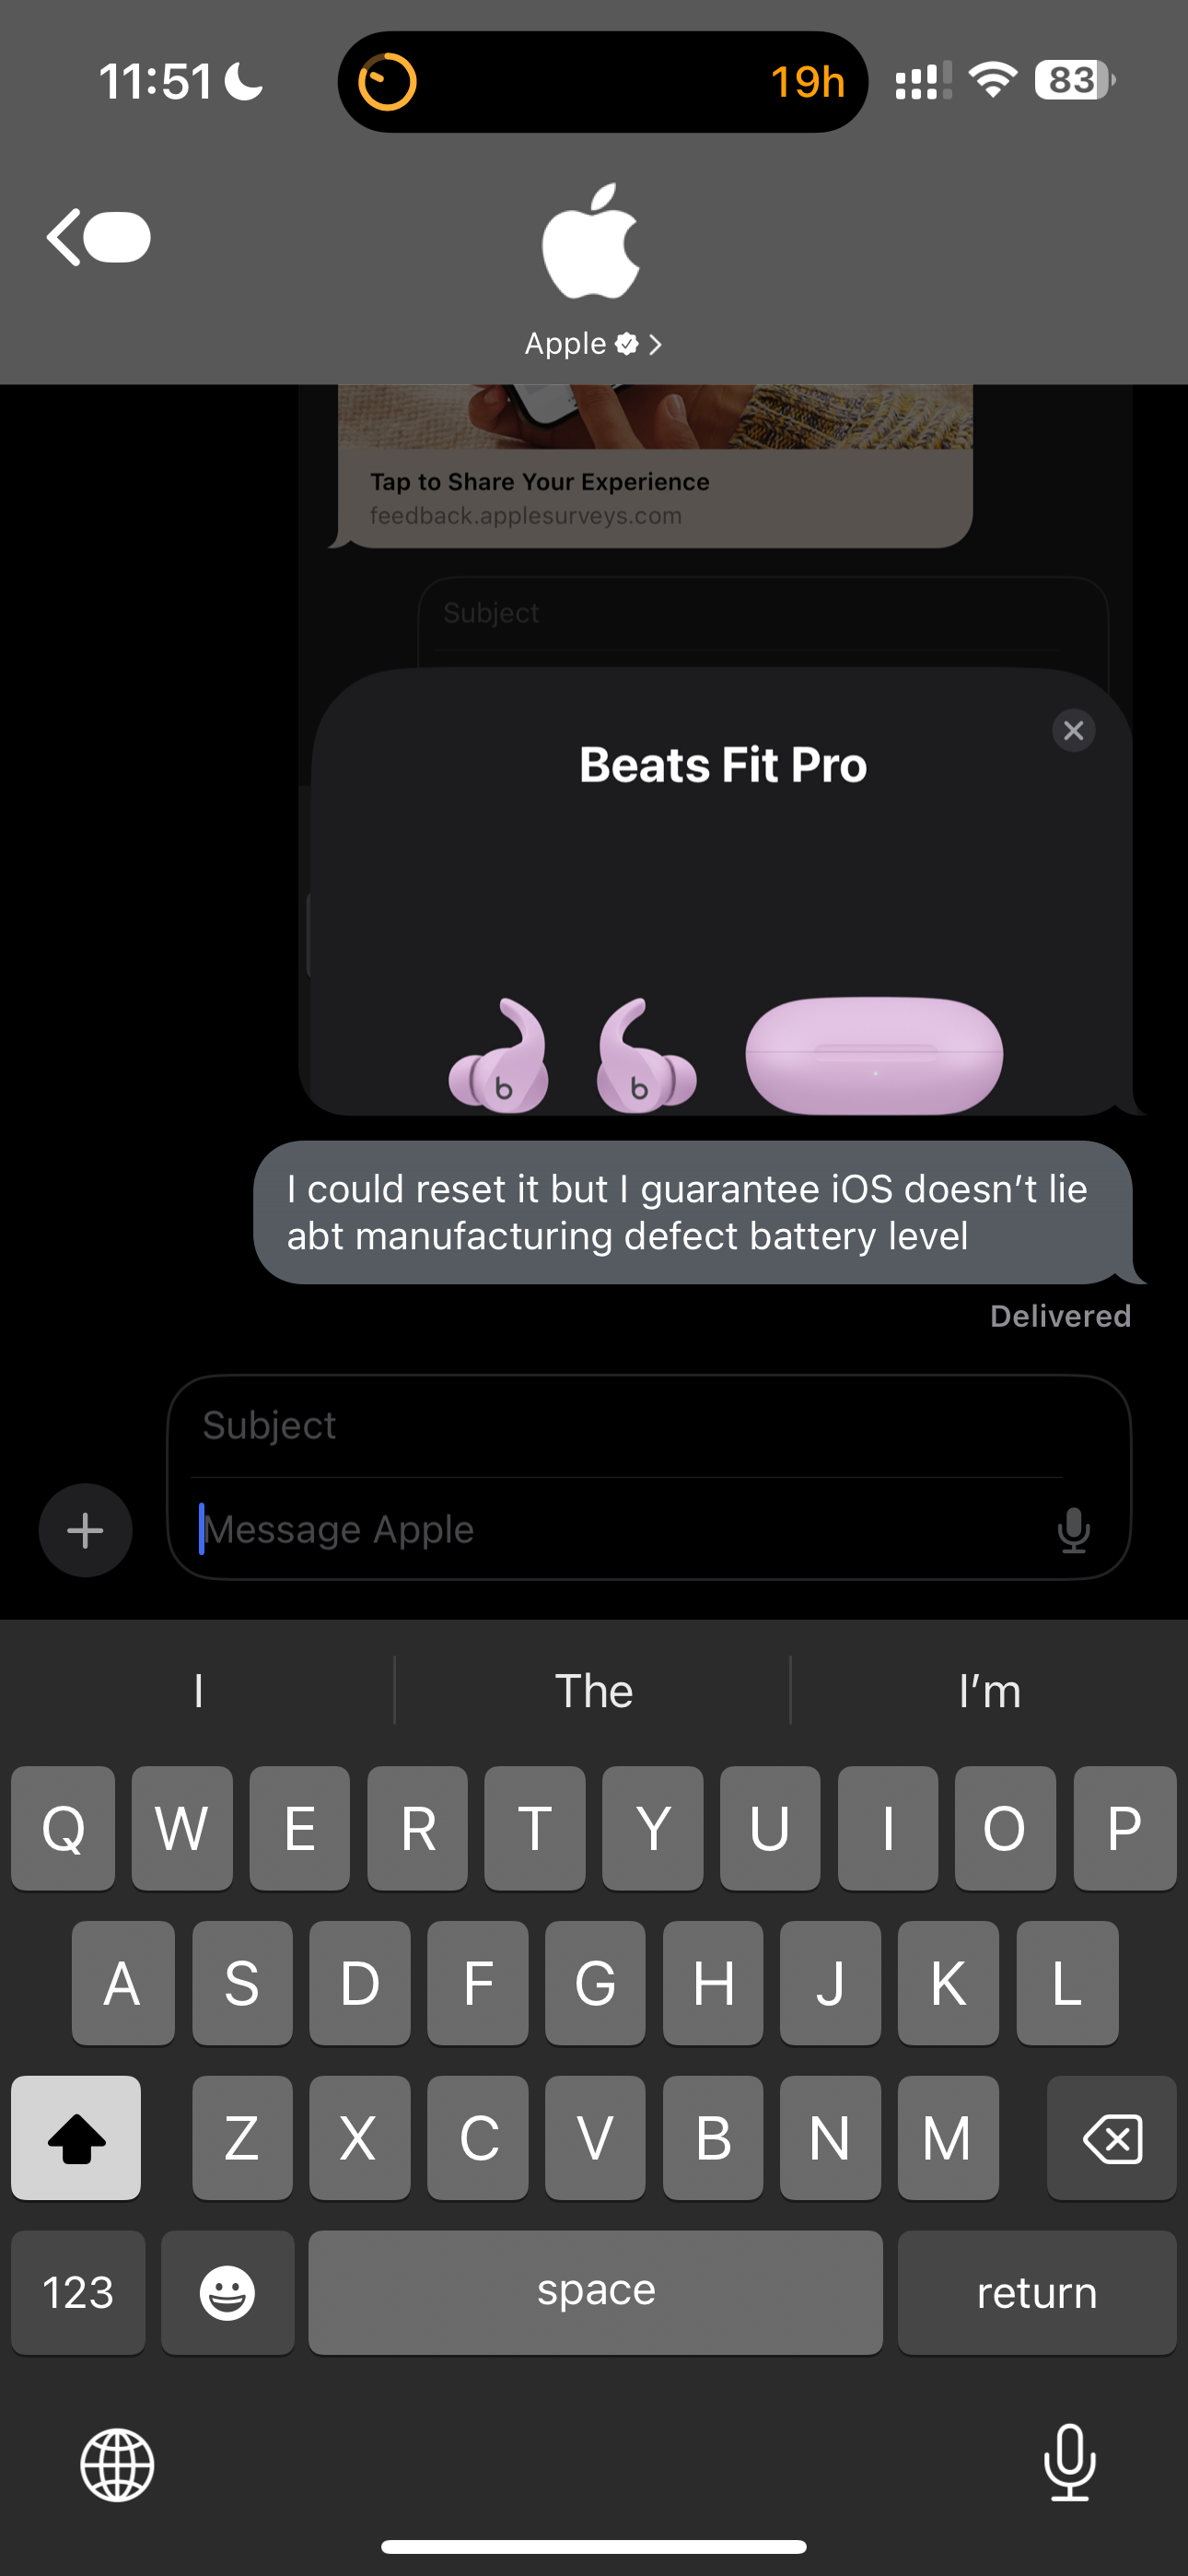 11:51
19h
83
Apple
Tap to Share Your Experience
feedback.applesurveys.com
Subject
Beats Fit Pro
b
b
I could reset it but I guarantee iOS doesn’t lie
abt manufacturing defect battery level
Delivered
Subject
Message Apple
I The I’m
Q W E R T Y U I O P
A S D F G H J K L
Z X C V B N M
123 space return